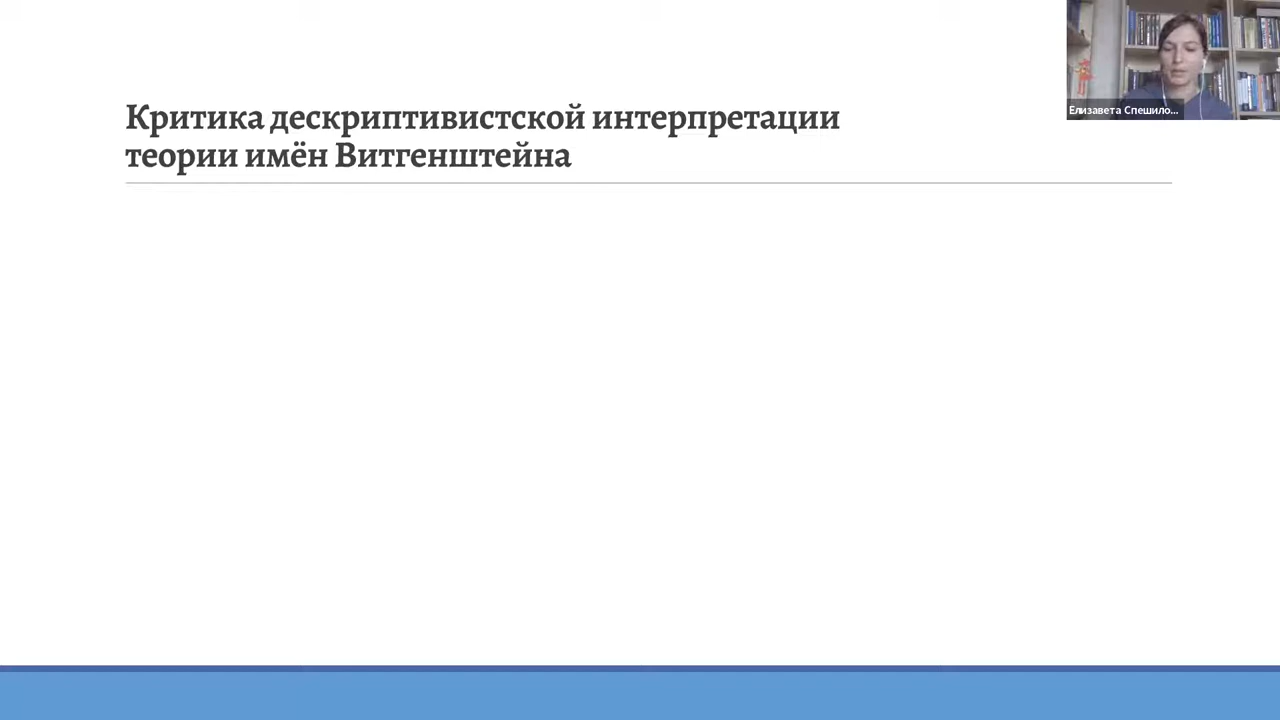 Критика дескриптивистской интерпретации
теории имён Витгенштейна
Елизавета Спешило...